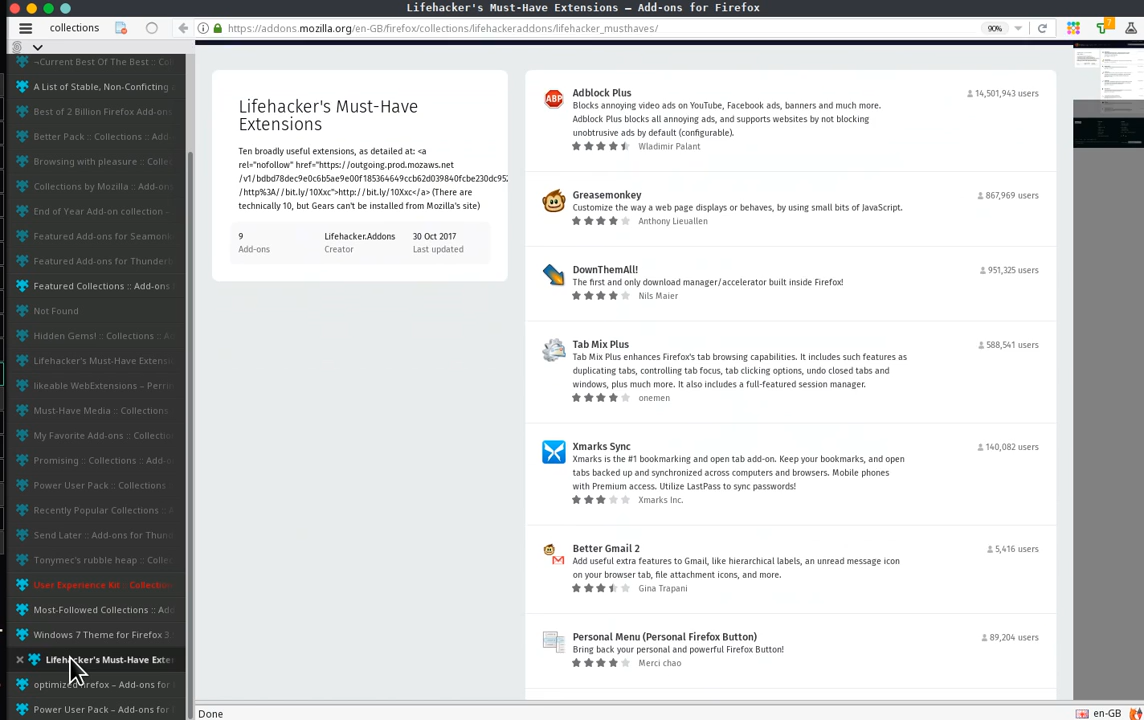 Lifehacker's Must-Have Extensions — Add-ons for Firefox
collections
https://addons.mozilla.org/en-GB/firefox/collections/lifehackeraddons/lifehacker_musthaves/
90%
7
¬Current Best Of The Best :: Col
A List of Stable, Non-Conflicting
Best of 2 Billion Firefox Add-ons
Better Pack :: Collections :: Add-
Browsing with pleasure :: Collec
Collections by Mozilla :: Add-on
End of Year Add-on collection –
Featured Add-ons for Seamonk
Featured Add-ons for Thunderb
Featured Collections :: Add-ons
Not Found
Hidden Gems! :: Collections :: A
Lifehacker's Must-Have Extensi
likeable WebExtensions – Perrin
Must-Have Media :: Collections
My Favorite Add-ons :: Collectio
Promising :: Collections :: Add-o
Power User Pack :: Collections
Recently Popular Collections ::
Send Later :: Add-ons for Thun
Tonymec's rubble heap :: Colle
User Experience Kit :: Collection
Most-Followed Collections :: Add
Windows 7 Theme for Firefox 3.
Lifehacker's Must-Have Exte
optimized firefox – Add-ons for
Power User Pack – Add-ons for
Lifehacker's Must-Have
Extensions
Ten broadly useful extensions, as detailed at: <a
rel="nofollow" href="https://outgoing.prod.mozaws.net
/v1/bdbd78dec9e0c6b5ae9e00f185364649ccb62d039840fcbe230dc952
/http%3A//bit.ly/10Xxc">http://bit.ly/10Xxc</a> (There are
technically 10, but Gears can't be installed from Mozilla's site)
9 Lifehacker.Addons 30 Oct 2017
Add-ons Creator Last updated
Adblock Plus 14,501,943 users
Blocks annoying video ads on YouTube, Facebook ads, banners and much more.
Adblock Plus blocks all annoying ads, and supports websites by not blocking
unobtrusive ads by default (configurable).
Wladimir Palant
Greasemonkey 867,969 users
Customize the way a web page displays or behaves, by using small bits of JavaScript.
Anthony Lieuallen
DownThemAll! 951,325 users
The first and only download manager/accelerator built inside Firefox!
Nils Maier
Tab Mix Plus 588,541 users
Tab Mix Plus enhances Firefox's tab browsing capabilities. It includes such features as
duplicating tabs, controlling tab focus, tab clicking options, undo closed tabs and
windows, plus much more. It also includes a full-featured session manager.
onemen
Xmarks Sync 140,082 users
Xmarks is the #1 bookmarking and open tab add-on. Keep your bookmarks, and open
tabs backed up and synchronized across computers and browsers. Mobile phones
with Premium access. Utilize LastPass to sync passwords!
Xmarks Inc.
Better Gmail 2 5,416 users
Add useful extra features to Gmail, like hierarchical labels, an unread message icon
on your browser tab, file attachment icons, and more.
Gina Trapani
Personal Menu (Personal Firefox Button) 89,204 users
Bring back your personal and powerful Firefox Button!
Merci chao
Done
en-GB